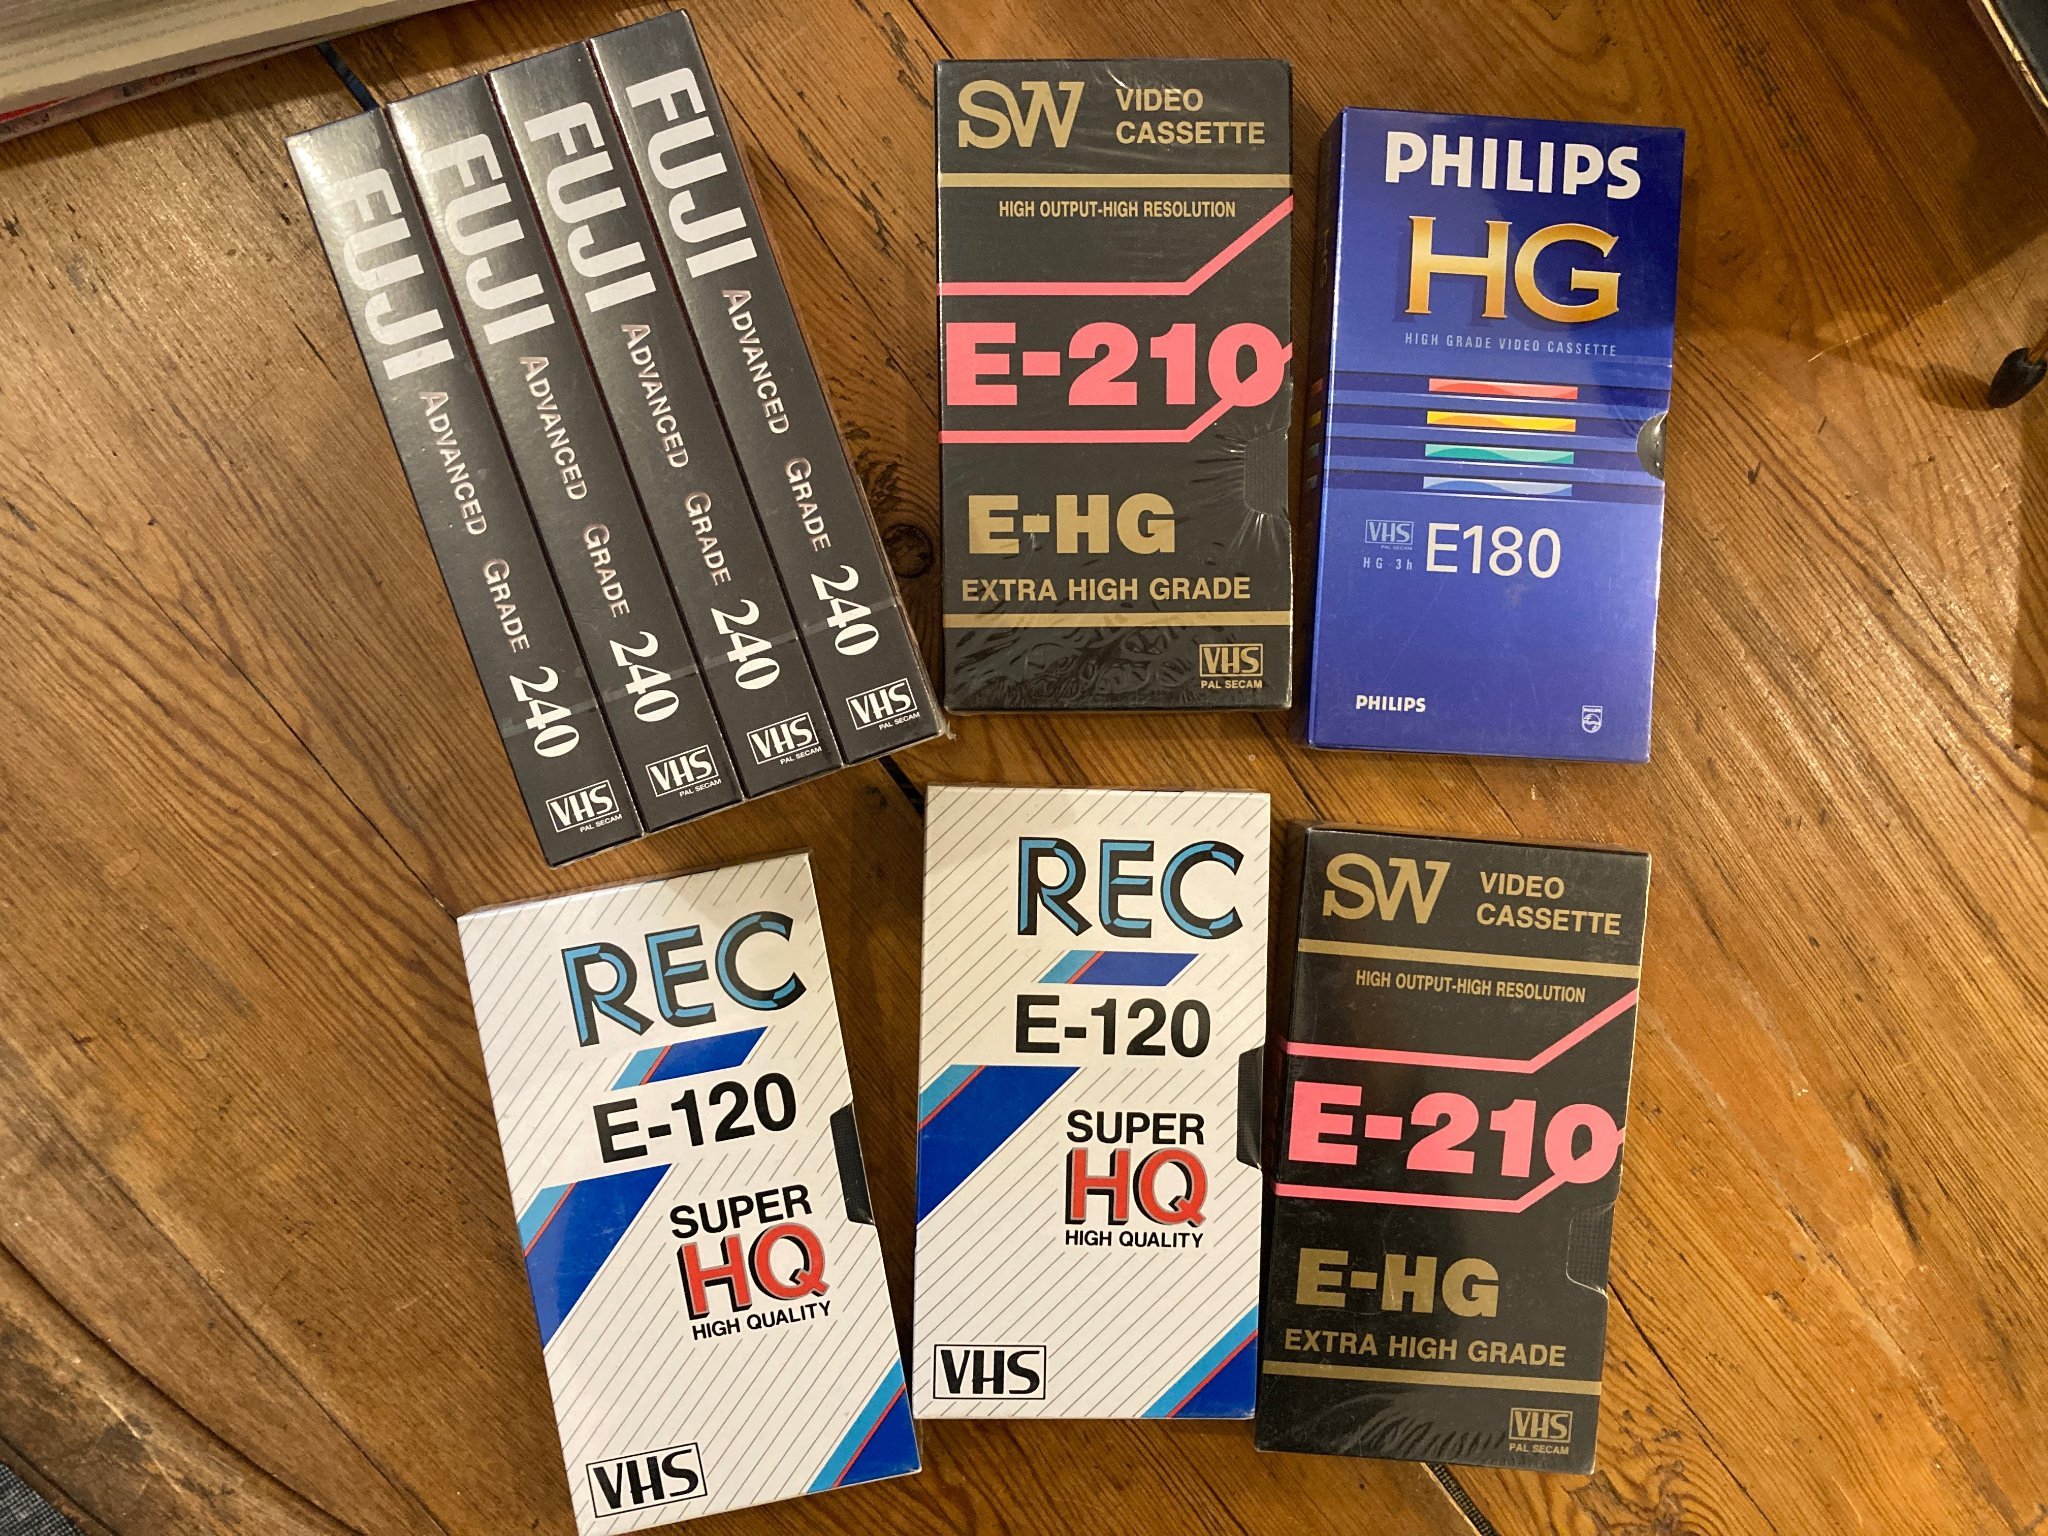 FUJI ADVANCED GRADE 240
VHS
PAL SECAM
FUJI ADVANCED GRADE 240
VHS
PAL SECAM
FUJI ADVANCED GRADE 240
VHS
PAL SECAM
FUJI ADVANCED GRADE 240
VHS
PAL SECAM
SW VIDEO
CASSETTE
HIGH OUTPUT-HIGH RESOLUTION
E-210
E-HG
EXTRA HIGH GRADE
VHS
PAL SECAM
PHILIPS
HG
HIGH GRADE VIDEO CASSETTE
VHS E180
PAL SECAM
HG·3h
PHILIPS
PHILIPS
REC
E-120
SUPER
HQ
HIGH QUALITY
VHS
REC
E-120
SUPER
HQ
HIGH QUALITY
VHS
SW VIDEO
CASSETTE
HIGH OUTPUT-HIGH RESOLUTION
E-210
E-HG
EXTRA HIGH GRADE
VHS
PAL SECAM